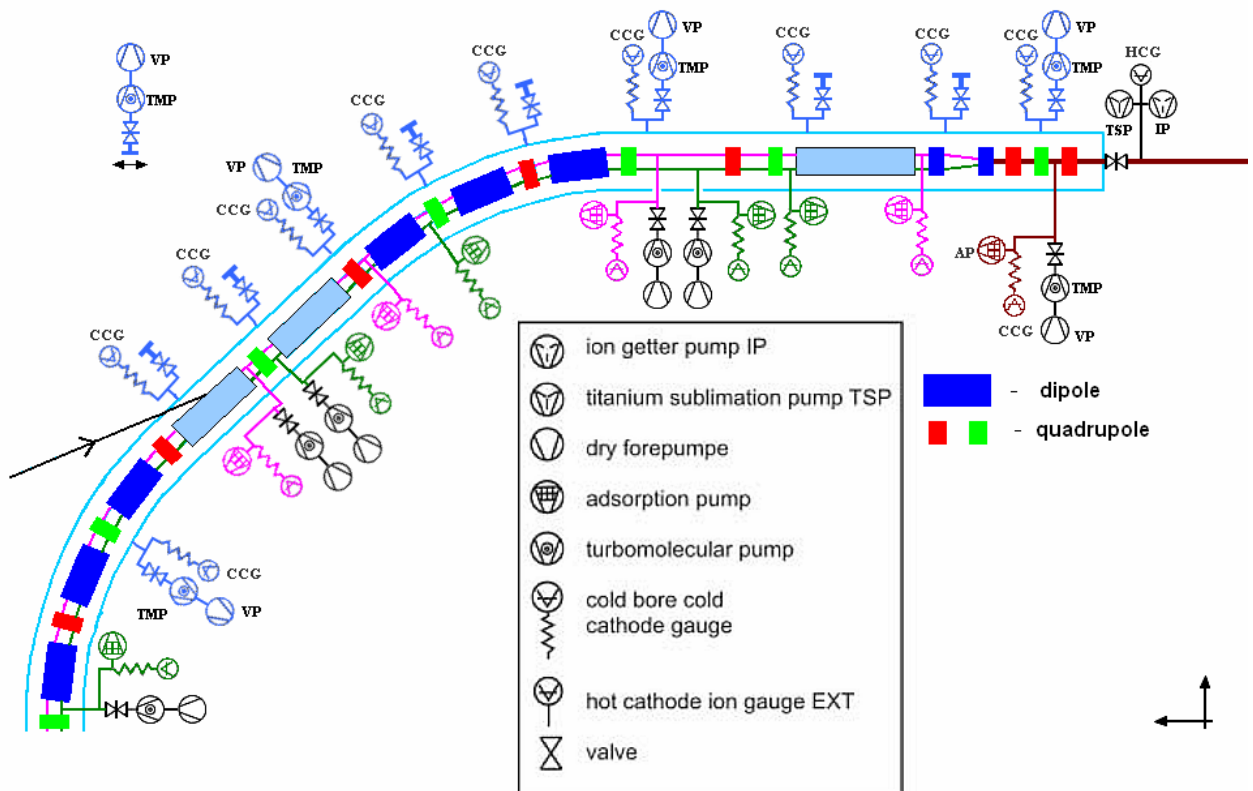 VP
TMP
CCG
CCG
CCG
VP
TMP
CCG
CCG
CCG
VP
TMP
HCG
TSP
IP
VP
TMP
CCG
CCG
CCG
AP
CCG
TMP
VP
CCG
TMP
VP
ion getter pump IP
titanium sublimation pump TSP
dry forepumpe
adsorption pump
turbomolecular pump
cold bore cold
cathode gauge
hot cathode ion gauge EXT
valve
- dipole
- quadrupole